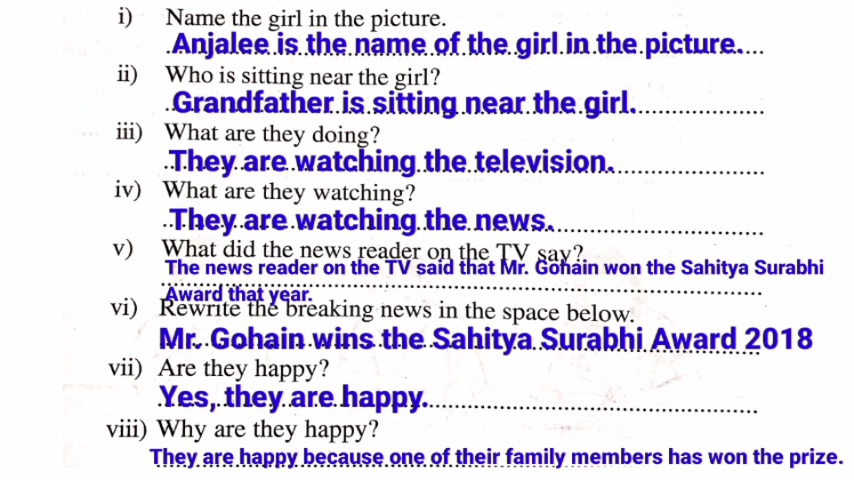 i) Name the girl in the picture.
Anjalee is the name of the girl in the picture.
ii) Who is sitting near the girl?
Grandfather is sitting near the girl.
iii) What are they doing?
They are watching the television.
iv) What are they watching?
They are watching the news.
v) What did the news reader on the TV say?
The news reader on the TV said that Mr. Gohain won the Sahitya Surabhi
Award that year.
vi) Rewrite the breaking news in the space below.
Mr. Gohain wins the Sahitya Surabhi Award 2018
vii) Are they happy?
Yes, they are happy.
viii) Why are they happy?
They are happy because one of their family members has won the prize.